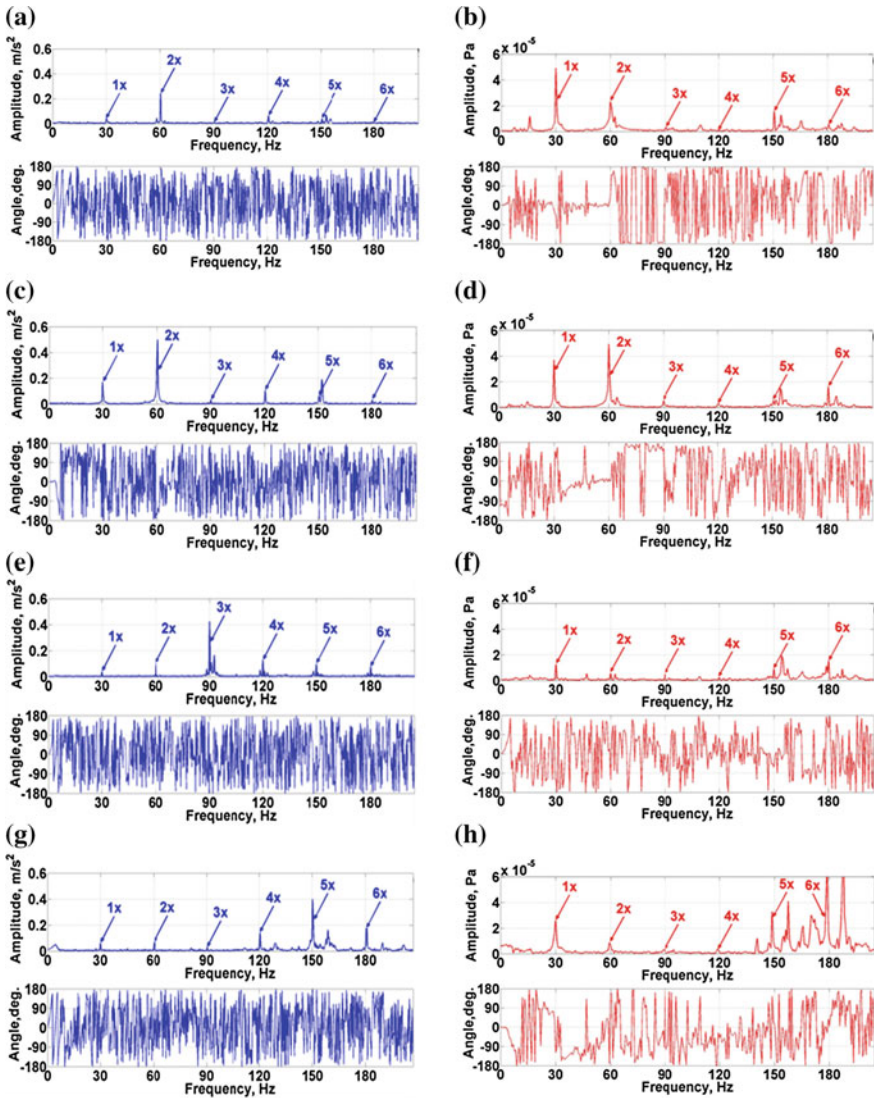 (a)
0.6
0.4
0.2
0
Amplitude, m/s²
1x
2x
3x
4x
5x
6x
0 30 60 90 120 150 180
Frequency, Hz
180
90
0
-90
-180
Angle,deg.
0 30 60 90 120 150 180
Frequency, Hz
(b)
6 x 10-5
4
2
0
Amplitude, Pa
1x
2x
3x
4x
5x
6x
0 30 60 90 120 150 180
Frequency, Hz
180
90
0
-90
-180
Angle,deg.
0 30 60 90 120 150 180
Frequency, Hz
(c)
0.6
0.4
0.2
0
Amplitude, m/s²
1x
2x
3x
4x
5x
6x
0 30 60 90 120 150 180
Frequency, Hz
180
90
0
-90
-180
Angle,deg.
0 30 60 90 120 150 180
Frequency, Hz
(d)
6 x 10-5
4
2
0
Amplitude, Pa
1x
2x
3x
4x
5x
6x
0 30 60 90 120 150 180
Frequency, Hz
180
90
0
-90
-180
Angle,deg.
0 30 60 90 120 150 180
Frequency, Hz
(e)
0.6
0.4
0.2
0
Amplitude, m/s²
1x
2x
3x
4x
5x
6x
0 30 60 90 120 150 180
Frequency, Hz
180
90
0
-90
-180
Angle,deg.
0 30 60 90 120 150 180
Frequency, Hz
(f)
6 x 10-5
4
2
0
Amplitude, Pa
1x
2x
3x
4x
5x
6x
0 30 60 90 120 150 180
Frequency, Hz
180
90
0
-90
-180
Angle,deg.
0 30 60 90 120 150 180
Frequency, Hz
(g)
0.6
0.4
0.2
0
Amplitude, m/s²
1x
2x
3x
4x
5x
6x
0 30 60 90 120 150 180
Frequency, Hz
180
90
0
-90
-180
Angle,deg.
0 30 60 90 120 150 180
Frequency, Hz
(h)
6 x 10-5
4
2
0
Amplitude, Pa
1x
2x
3x
4x
5x
6x
0 30 60 90 120 150 180
Frequency, Hz
180
90
0
-90
-180
Angle,deg.
0 30 60 90 120 150 180
Frequency, Hz